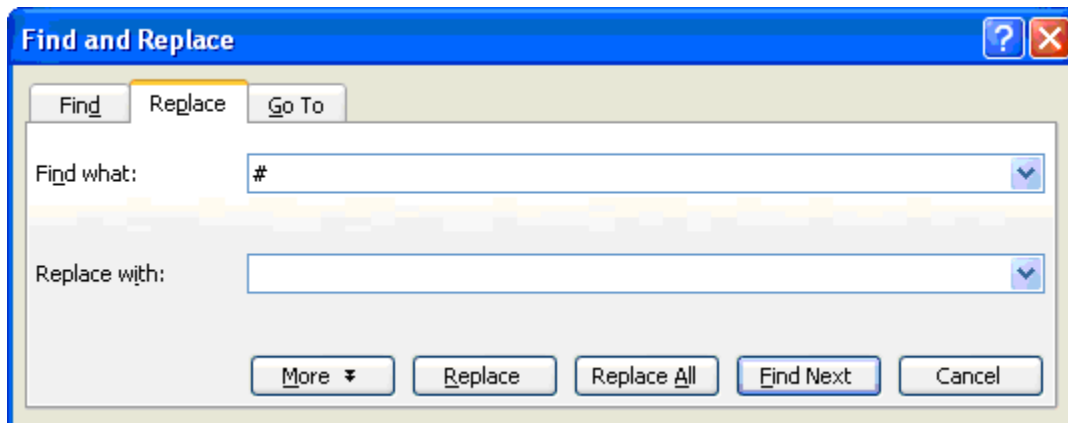 Find and Replace
Find Replace Go To
Find what: #
Replace with:
More Replace Replace All Find Next Cancel